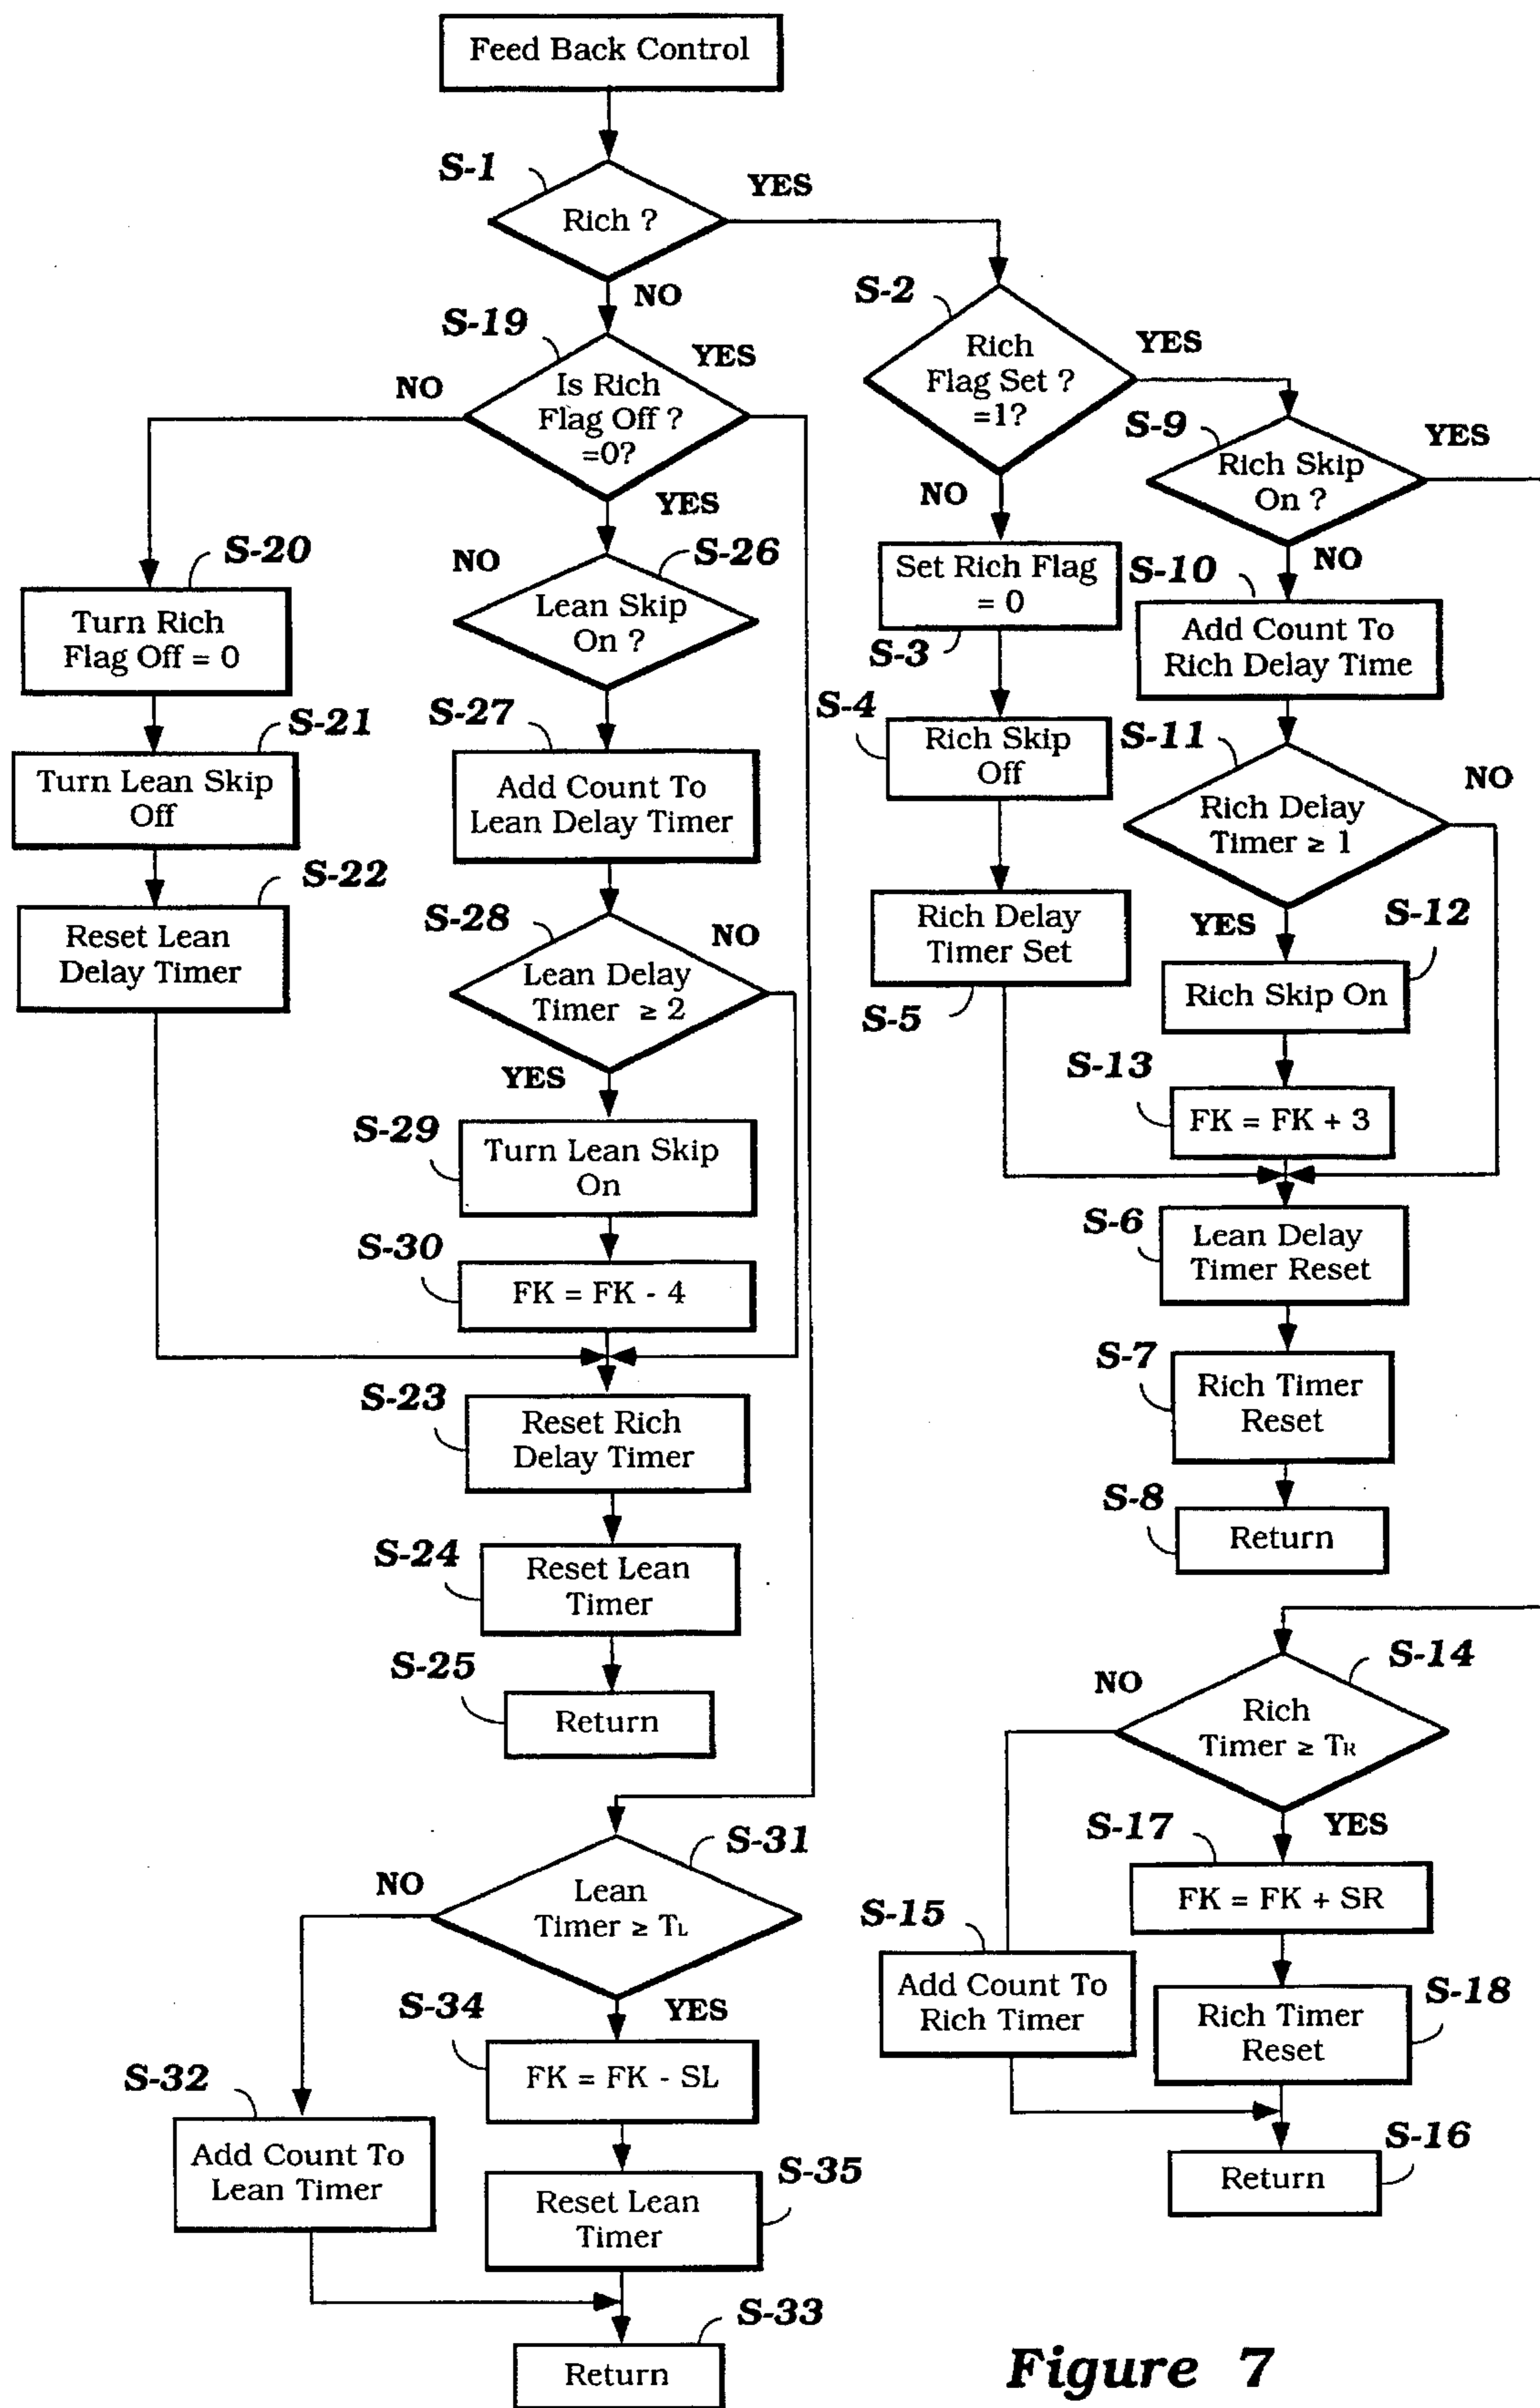 Feed Back Control
S-1
YES
Rich ?
NO
S-2
S-19
YES
NO
Is Rich
Flag Off ?
=0?
YES
Rich
Flag Set ?
=1?
YES
NO
S-9
YES
Rich Skip
On ?
NO
S-20
Turn Rich
Flag Off = 0
S-21
Turn Lean Skip
Off
S-22
Reset Lean
Delay Timer
NO
S-26
Lean Skip
On ?
S-27
Add Count To
Lean Delay Timer
S-28
NO
Lean Delay
Timer ≥ 2
YES
S-29
Turn Lean Skip
On
S-30
FK = FK - 4
S-23
Reset Rich
Delay Timer
S-24
Reset Lean
Timer
S-25
Return
Set Rich Flag
= 0
S-3
S-4
Rich Skip
Off
Rich Delay
Timer Set
S-5
S-10
Add Count To
Rich Delay Time
S-11
NO
Rich Delay
Timer ≥ 1
YES
S-12
Rich Skip On
S-13
FK = FK + 3
S-6
Lean Delay
Timer Reset
S-7
Rich Timer
Reset
S-8
Return
S-14
NO
Rich
Timer ≥ TR
YES
S-17
FK = FK + SR
S-15
Add Count To
Rich Timer
S-18
Rich Timer
Reset
S-16
Return
S-31
NO
Lean
Timer ≥ TL
YES
S-34
FK = FK - SL
S-32
Add Count To
Lean Timer
S-35
Reset Lean
Timer
S-33
Return
Figure 7